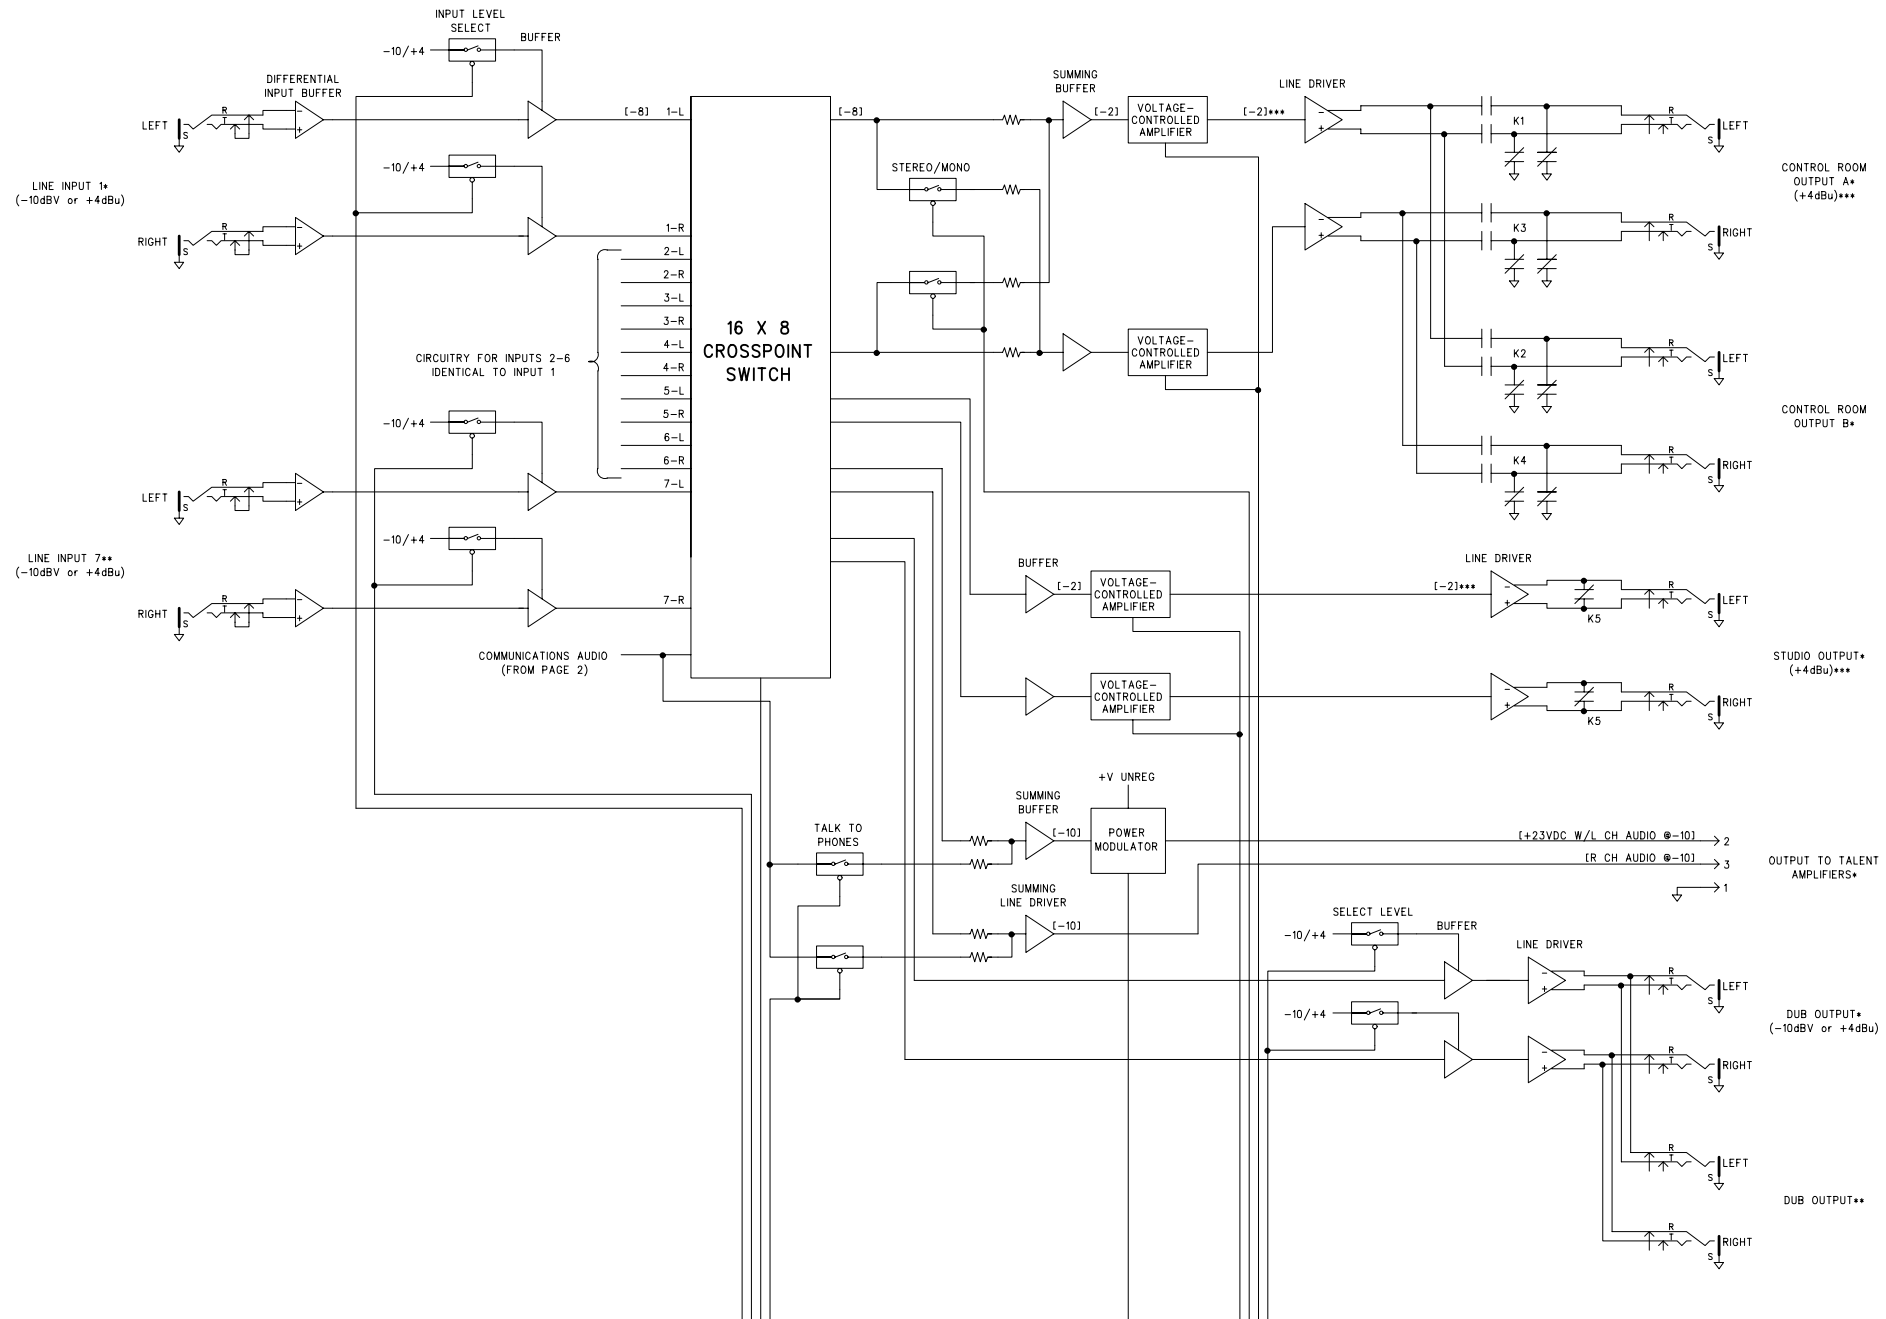 INPUT LEVEL
SELECT
-10/+4
BUFFER
DIFFERENTIAL
INPUT BUFFER
LEFT
R
T
S
-
+
[-8]
1-L
-10/+4
LINE INPUT 1*
(-10dBV or +4dBu)
RIGHT
R
T
S
-
+
1-R
2-L
2-R
3-L
3-R
4-L
4-R
5-L
5-R
6-L
6-R
7-L
CIRCUITRY FOR INPUTS 2-6
IDENTICAL TO INPUT 1
-10/+4
LEFT
R
T
S
-
+
-10/+4
LINE INPUT 7**
(-10dBV or +4dBu)
RIGHT
R
T
S
-
+
7-R
COMMUNICATIONS AUDIO
(FROM PAGE 2)
16 X 8
CROSSPOINT
SWITCH
[-8]
STEREO/MONO
SUMMING
BUFFER
[-2]
VOLTAGE-
CONTROLLED
AMPLIFIER
[-2]***
LINE DRIVER
-
+
K1
R
T
S
LEFT
CONTROL ROOM
OUTPUT A*
(+4dBu)***
-
+
K3
R
T
S
RIGHT
VOLTAGE-
CONTROLLED
AMPLIFIER
K2
R
T
S
LEFT
CONTROL ROOM
OUTPUT B*
K4
R
T
S
RIGHT
BUFFER
[-2]
VOLTAGE-
CONTROLLED
AMPLIFIER
[-2]***
LINE DRIVER
-
+
K5
R
T
S
LEFT
STUDIO OUTPUT*
(+4dBu)***
VOLTAGE-
CONTROLLED
AMPLIFIER
-
+
K5
R
T
S
RIGHT
+V UNREG
SUMMING
BUFFER
[-10]
POWER
MODULATOR
[+23VDC W/L CH AUDIO @-10]
2
[R CH AUDIO @-10]
3
1
OUTPUT TO TALENT
AMPLIFIERS*
TALK TO
PHONES
SUMMING
LINE DRIVER
[-10]
SELECT LEVEL
-10/+4
BUFFER
LINE DRIVER
-
+
R
T
S
LEFT
-10/+4
DUB OUTPUT*
(-10dBV or +4dBu)
-
+
R
T
S
RIGHT
R
T
S
LEFT
DUB OUTPUT**
R
T
S
RIGHT